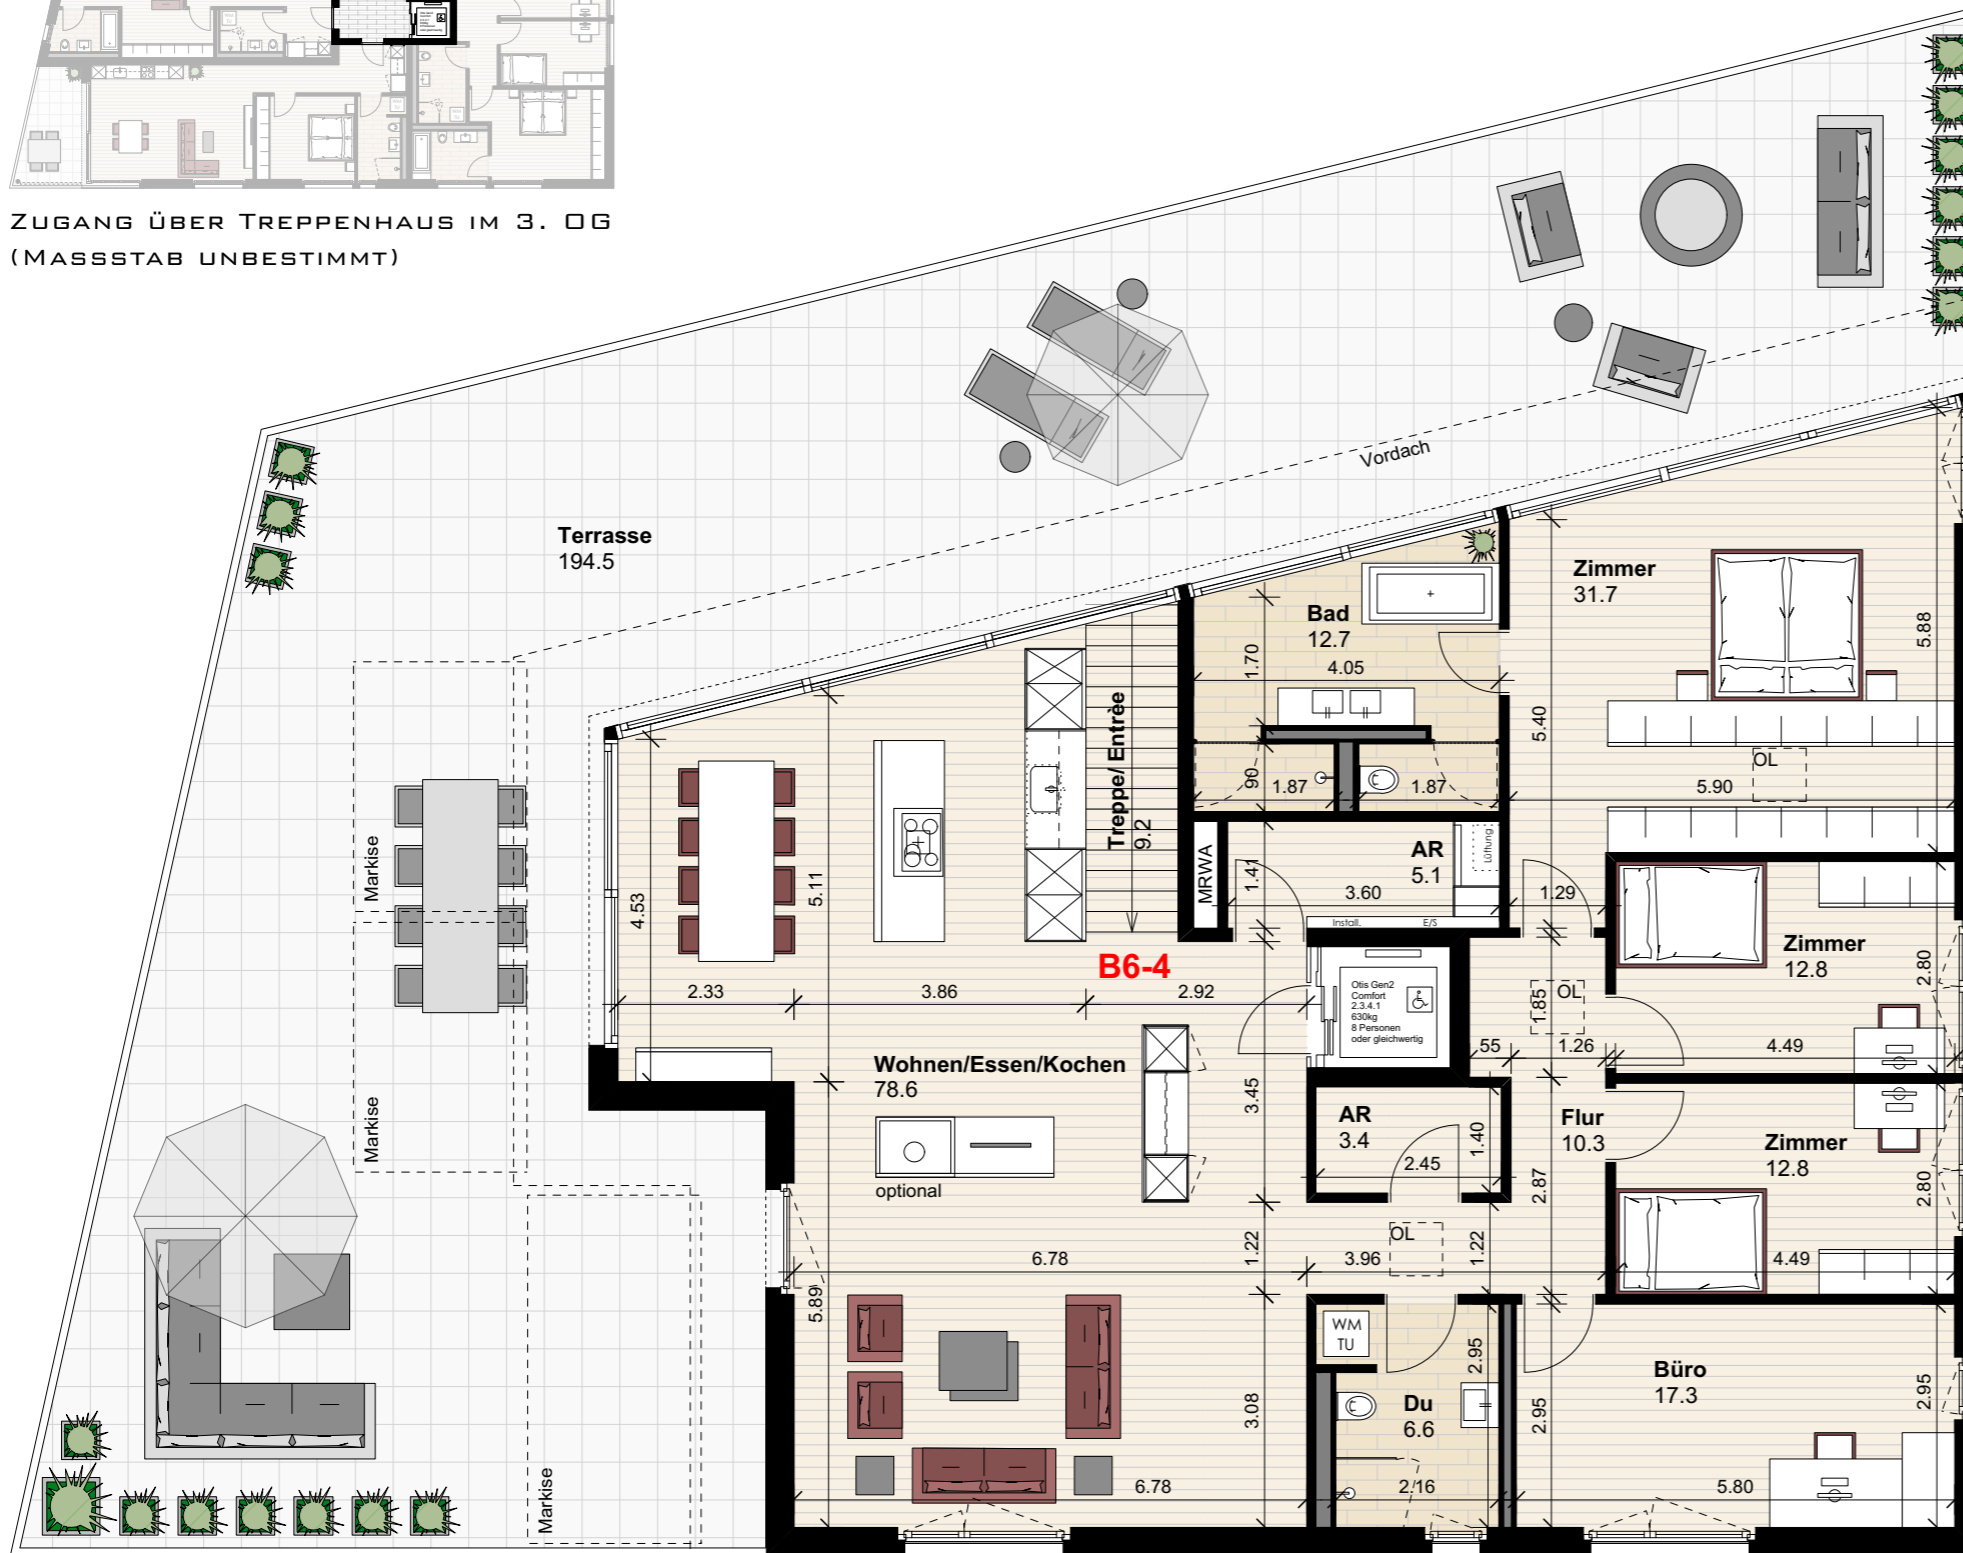 ZUGANG ÜBER TREPPENHAUS IM 3. OG
(MASSSTAB UNBESTIMMT)
Vordach
Terrasse
194.5
Zimmer
31.7
Bad
12.7
4.05
1.70
5.88
5.40
Treppe/ Entrèe
9.2
OL
5.90
90
1.87
1.87
Markise
4.53
5.11
MRWA
1.41
AR
5.1
Lüftung
3.60
1.29
Install.
E/S
Zimmer
12.8
2.80
B6-4
2.33
3.86
2.92
Otis Gen2
Comfort
2.3.4.1
630kg
8 Personen
oder gleichwertig
OL
1.85
55
1.26
4.49
Wohnen/Essen/Kochen
78.6
3.45
Markise
AR
3.4
1.40
2.45
Flur
10.3
Zimmer
12.8
2.80
2.87
optional
OL
6.78
1.22
3.96
1.22
4.49
5.89
WM
TU
2.95
Büro
17.3
2.95
Du
6.6
3.08
2.95
Markise
6.78
2.16
5.80